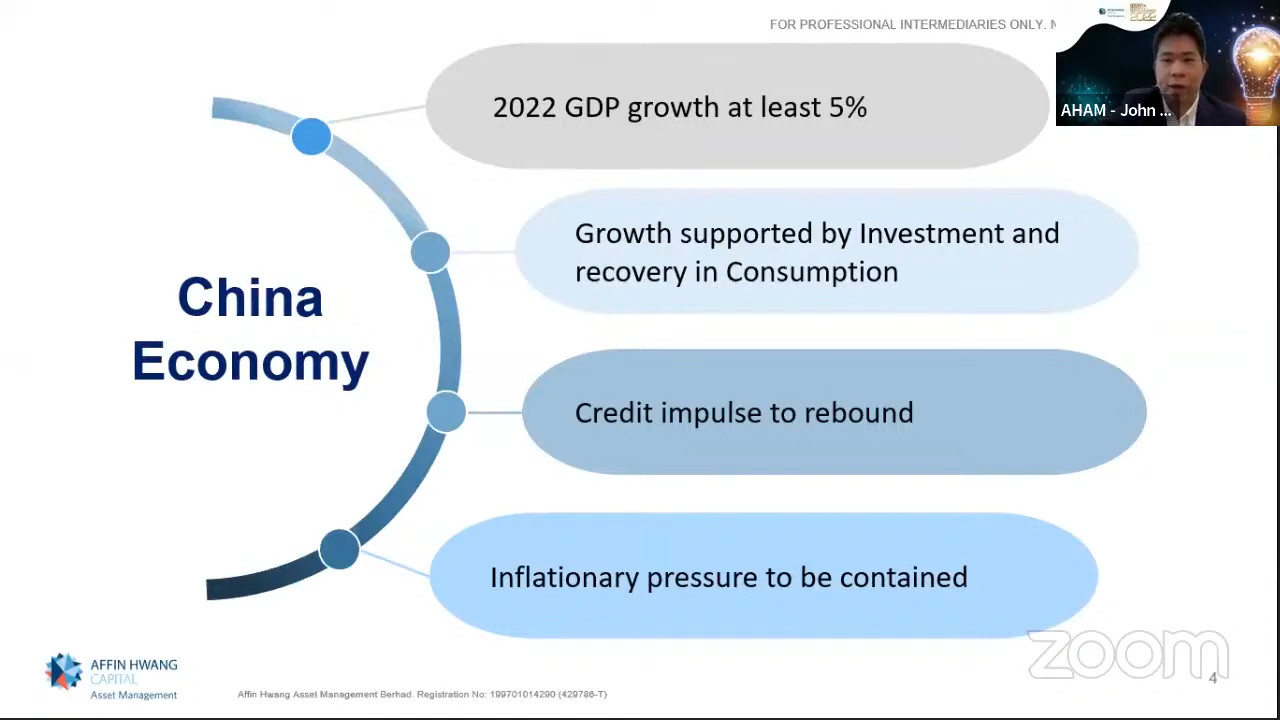 FOR PROFESSIONAL INTERMEDIARIES ONLY.
AHAM - John ...
2022 GDP growth at least 5%
Growth supported by Investment and
recovery in Consumption
China
Economy
Credit impulse to rebound
Inflationary pressure to be contained
zoom
AFFIN HWANG
CAPITAL
Asset Management
Affin Hwang Asset Management Berhad. Registration No: 199701014290 (429786-T)
4